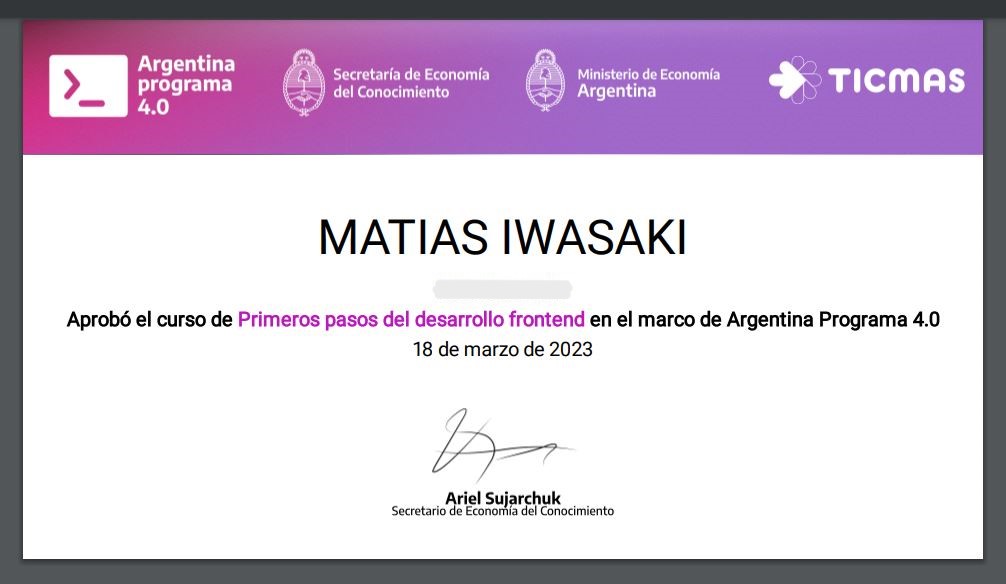 Argentina
programa
4.0
Secretaría de Economía
del Conocimiento
Ministerio de Economía
Argentina
TICMAS
MATIAS IWASAKI
Aprobó el curso de Primeros pasos del desarrollo frontend en el marco de Argentina Programa 4.0
18 de marzo de 2023
Ariel Sujarchuk
Secretario de Economía del Conocimiento